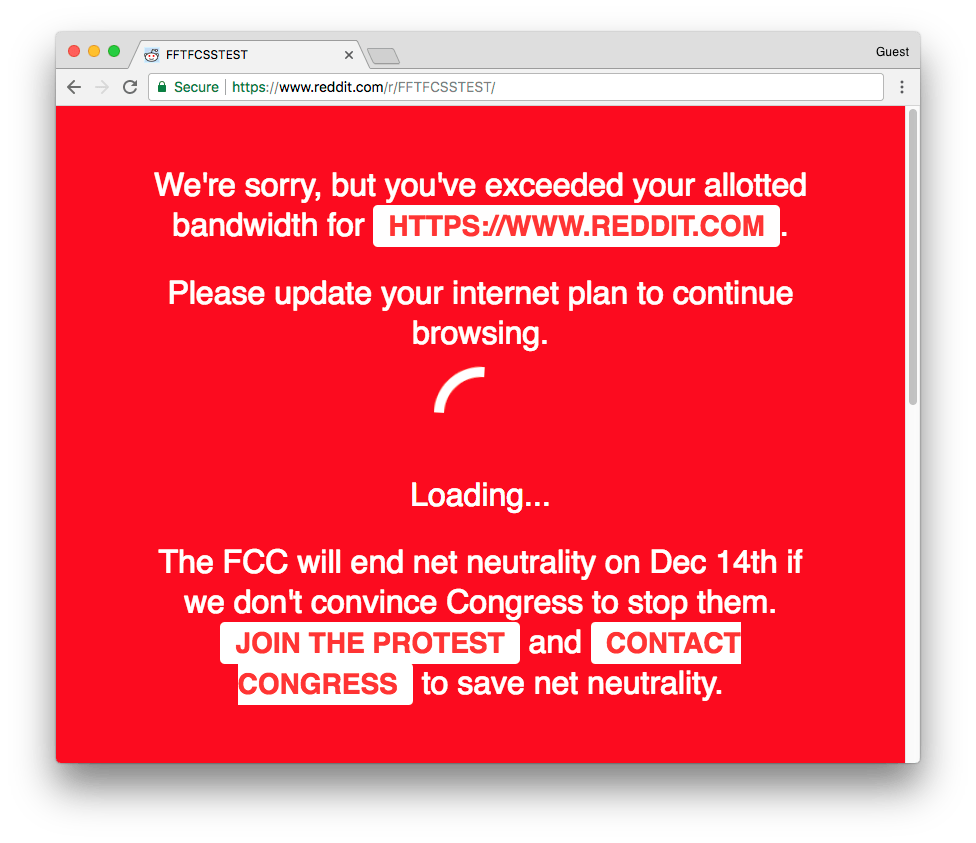 FFTFCSSTEST
Guest
Secure https://www.reddit.com/r/FFTFCSSTEST/
We're sorry, but you've exceeded your allotted
bandwidth for HTTPS://WWW.REDDIT.COM .
Please update your internet plan to continue
browsing.
Loading...
The FCC will end net neutrality on Dec 14th if
we don't convince Congress to stop them.
JOIN THE PROTEST and CONTACT
CONGRESS to save net neutrality.